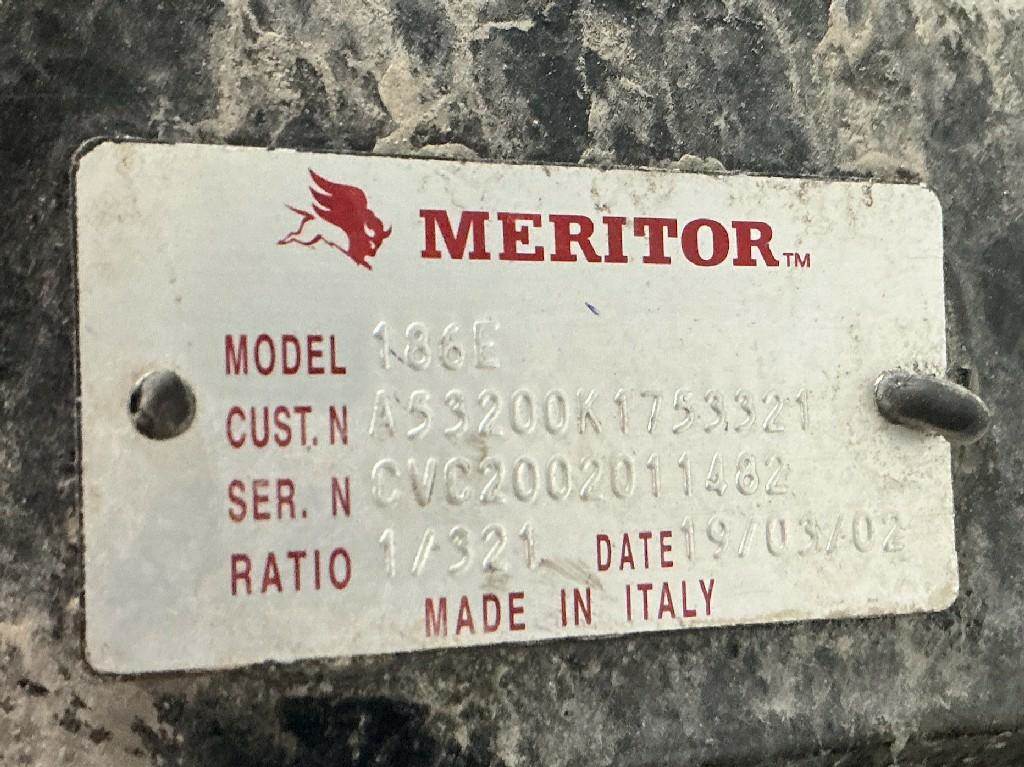 MERITOR™
MODEL 186E
CUST. N A53200K1753321
SER. N CVC2002011482
RATIO 1/321 DATE 19/03/02
MADE IN ITALY